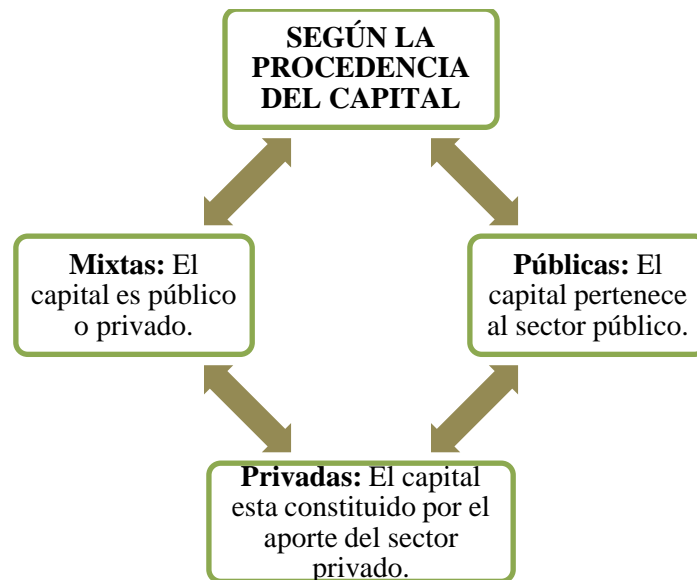 SEGÚN LA
PROCEDENCIA
DEL CAPITAL
Mixtas: El
capital es público
o privado.
Públicas: El
capital pertenece
al sector público.
Privadas: El capital
esta constituido por el
aporte del sector
privado.